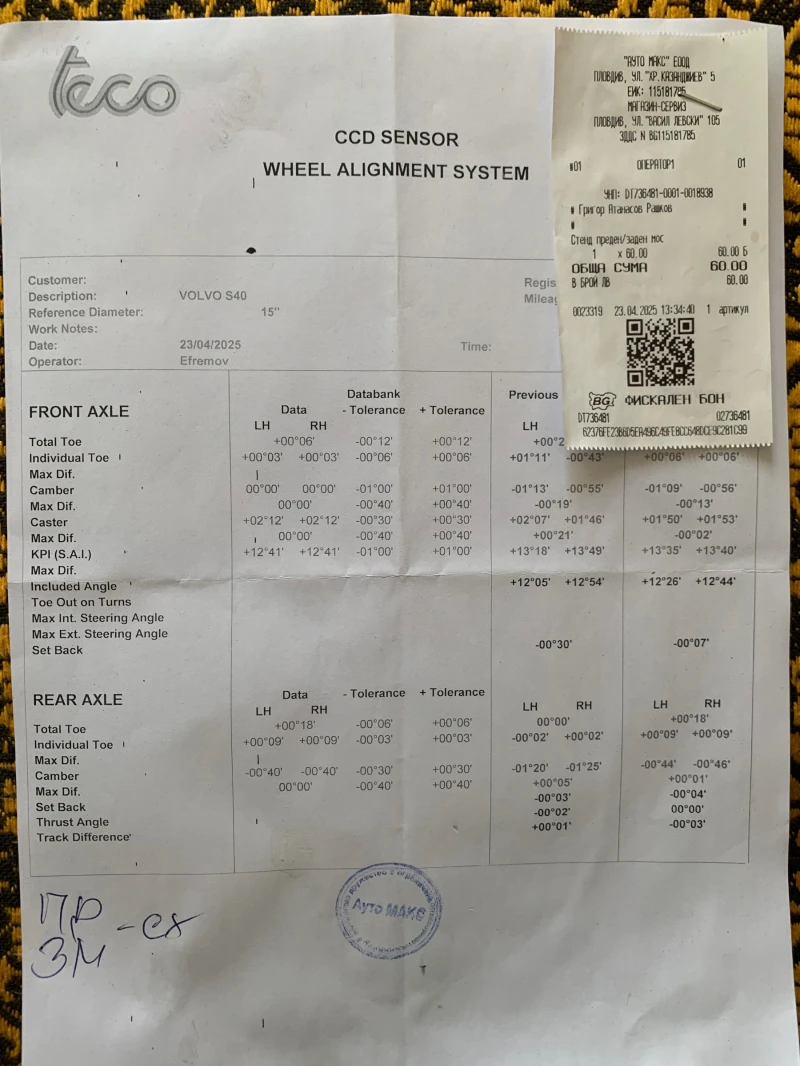 teco
CCD SENSOR
WHEEL ALIGNMENT SYSTEM
"АУТО МАКС" ЕООД
ПЛОВДИВ, УЛ. "ХР.КАЗАНДЖИЕВ" 5
ЕИК: 115181785
МАГАЗИН-СЕРВИЗ
ПЛОВДИВ, УЛ. "ВАСИЛ ЛЕВСКИ" 105
ЗДДС N BG115181785
#01 ОПЕРАТОР1 01
УНП: DT736481-0001-0018938
# Григор Атанасов Рашков #
# #
Стенд преден/заден мос
1 x 60.00 60.00 Б
ОБЩА СУМА 60.00
В БРОЙ ЛВ 60.00
0023319 23.04.2025 13:34:40 1 артикул
BG ФИСКАЛЕН БОН
DT736481 02736481
Customer:
Description: VOLVO S40
Reference Diameter: 15"
Work Notes:
Date: 23/04/2025 Time:
Operator: Efremov
Regis
Mileag
FRONT AXLE
Databank
Data - Tolerance + Tolerance Previous
LH RH LH
Total Toe +00°06' -00°12' +00°12' +00°2
Individual Toe +00°03' +00°03' -00°06' +00°06' +01°11' -00°43' +00°06' +00°06'
Max Dif.
Camber 00°00' 00°00' -01°00' +01°00' -01°13' -00°55' -01°09' -00°56'
Max Dif. 00°00' -00°40' +00°40' -00°19' -00°13'
Caster +02°12' +02°12' -00°30' +00°30' +02°07' +01°46' +01°50' +01°53'
Max Dif. 00°00' -00°40' +00°40' +00°21' -00°02'
KPI (S.A.I.) +12°41' +12°41' -01°00' +01°00' +13°18' +13°49' +13°35' +13°40'
Max Dif.
Included Angle +12°05' +12°54' +12°26' +12°44'
Toe Out on Turns
Max Int. Steering Angle
Max Ext. Steering Angle
Set Back -00°30' -00°07'
REAR AXLE
Data - Tolerance + Tolerance
LH RH LH RH LH RH
Total Toe +00°18' -00°06' +00°06' 00°00' +00°18'
Individual Toe +00°09' +00°09' -00°03' +00°03' -00°02' +00°02' +00°09' +00°09'
Max Dif.
Camber -00°40' -00°40' -00°30' +00°30' -01°20' -01°25' -00°44' -00°46'
Max Dif. 00°00' -00°40' +00°40' +00°05' +00°01'
Set Back -00°03' -00°04'
Thrust Angle -00°02' 00°00'
Track Difference +00°01' -00°03'
Ауто МАКС
ПР
ЗМ